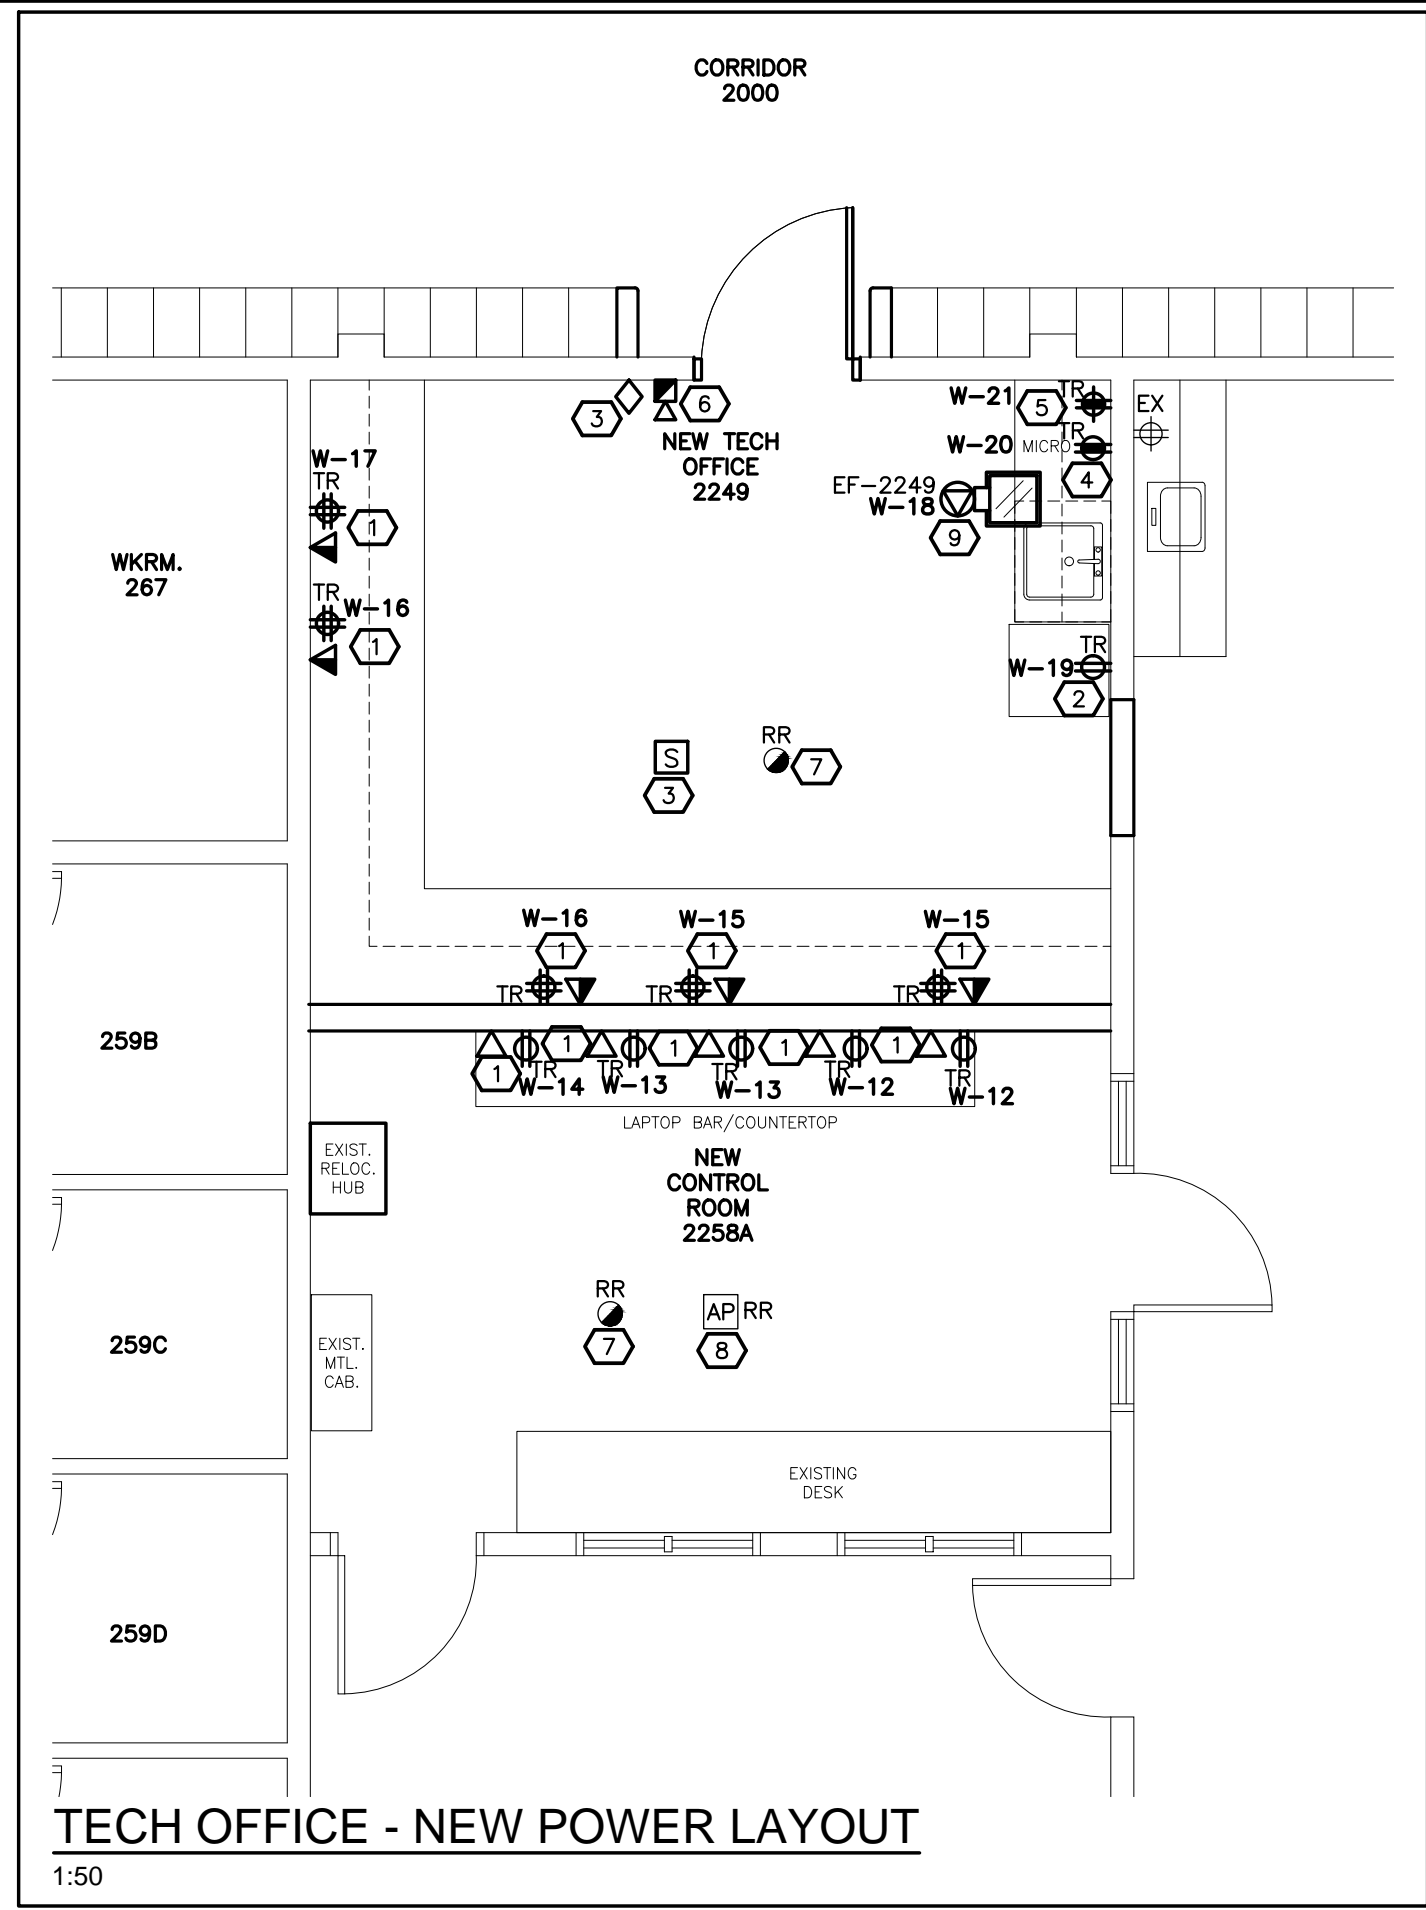 CORRIDOR
2000
3
6
NEW TECH
OFFICE
2249
W-21
5
TR
EX
W-20
MICRO
TR
4
EF-2249
W-18
9
W-17
TR
1
WKRM.
267
TR
W-16
1
TR
W-19
2
S
3
RR
7
W-16
W-15
W-15
1
1
1
TR
TR
TR
259B
1
1
1
1
1
TR
TR
TR
TR
TR
W-14
W-13
W-13
W-12
W-12
LAPTOP BAR/COUNTERTOP
EXIST.
RELOC.
HUB
NEW
CONTROL
ROOM
2258A
259C
EXIST.
MTL.
CAB.
RR
7
AP
RR
8
EXISTING
DESK
259D
TECH OFFICE - NEW POWER LAYOUT
1:50